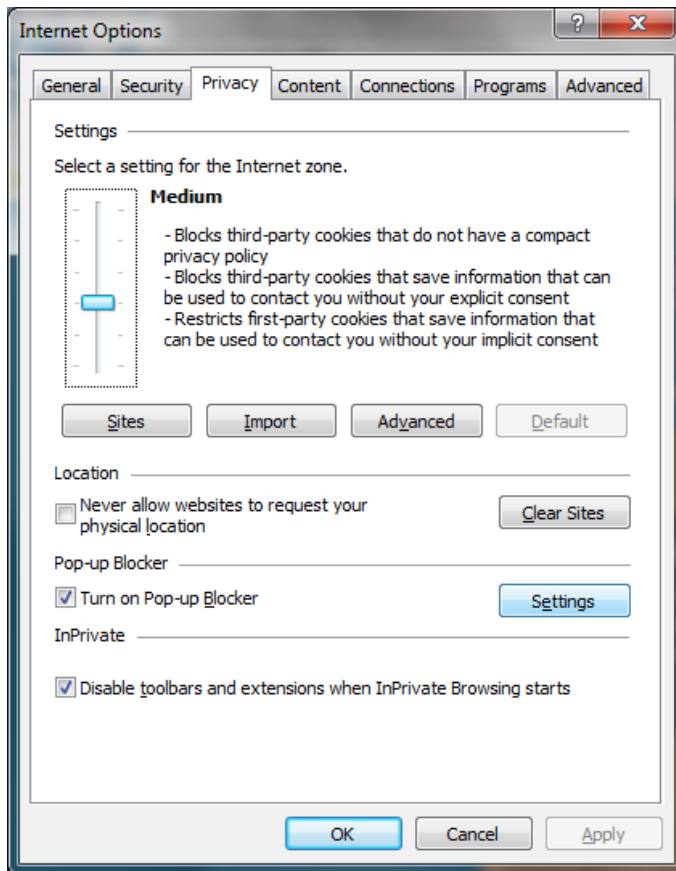 Internet Options
?
General Security Privacy Content Connections Programs Advanced
Settings
Select a setting for the Internet zone.
Medium
- Blocks third-party cookies that do not have a compact
privacy policy
- Blocks third-party cookies that save information that can
be used to contact you without your explicit consent
- Restricts first-party cookies that save information that
can be used to contact you without your implicit consent
Sites Import Advanced Default
Location
Never allow websites to request your
physical location
Clear Sites
Pop-up Blocker
Turn on Pop-up Blocker
Settings
InPrivate
Disable toolbars and extensions when InPrivate Browsing starts
OK Cancel Apply